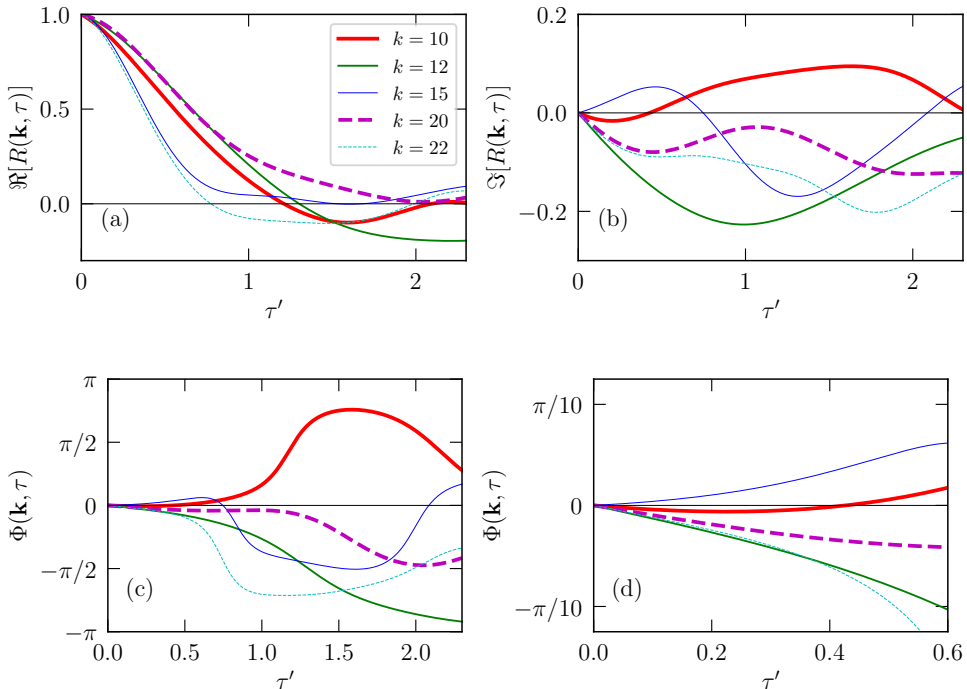 1.0
0.5
0.0
ℜ[R(k, τ)]
k = 10
k = 12
k = 15
k = 20
k = 22
(a)
0
1
2
τ′
0.2
0.0
−0.2
ℑ[R(k, τ)]
(b)
0
1
2
τ′
π
π/2
0
−π/2
−π
Φ(k, τ)
(c)
0.0
0.5
1.0
1.5
2.0
τ′
π/10
0
−π/10
Φ(k, τ)
(d)
0.0
0.2
0.4
0.6
τ′